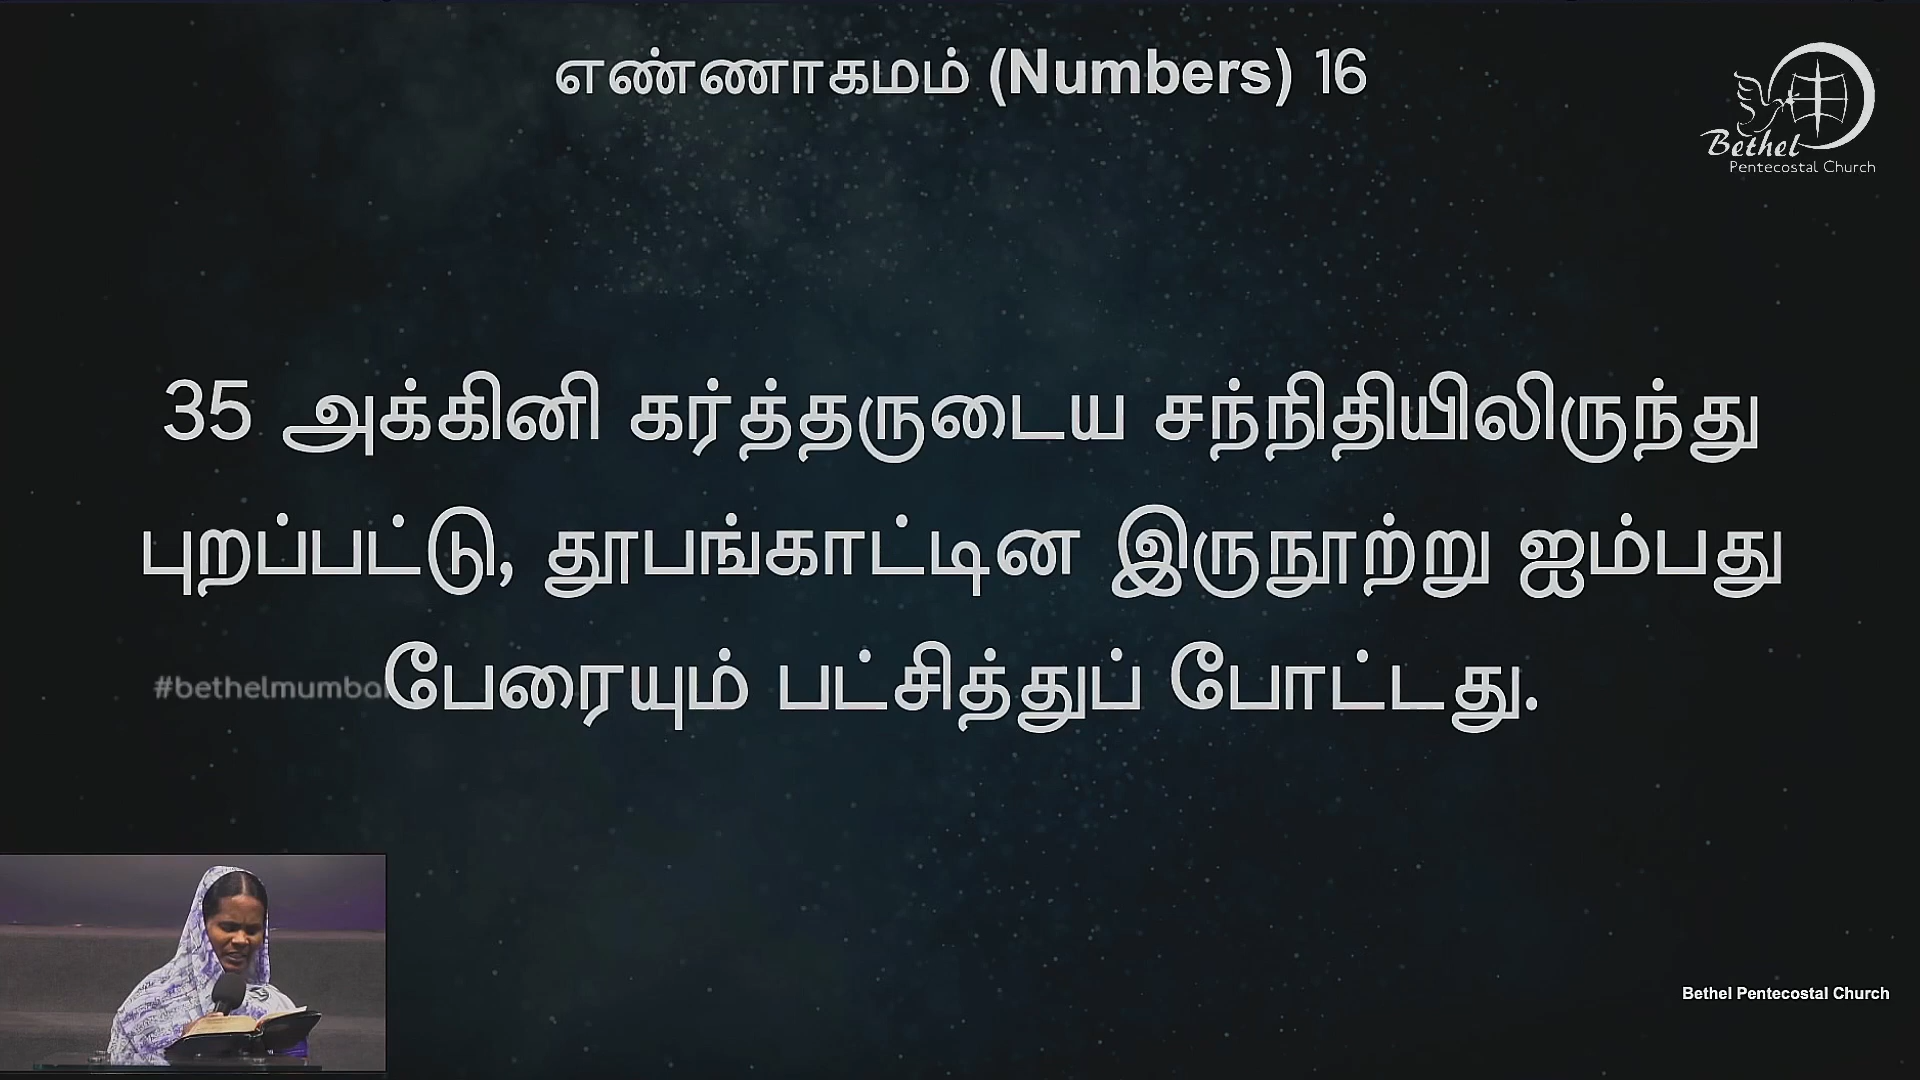 எண்ணாகமம் (Numbers) 16
Bethel
Pentecostal Church
35 அக்கினி கர்த்தருடைய சந்நிதியிலிருந்து
புறப்பட்டு, தூபங்காட்டின இருநூற்று ஐம்பது
பேரையும் பட்சித்துப் போட்டது.
#bethelmumbai
Bethel Pentecostal Church